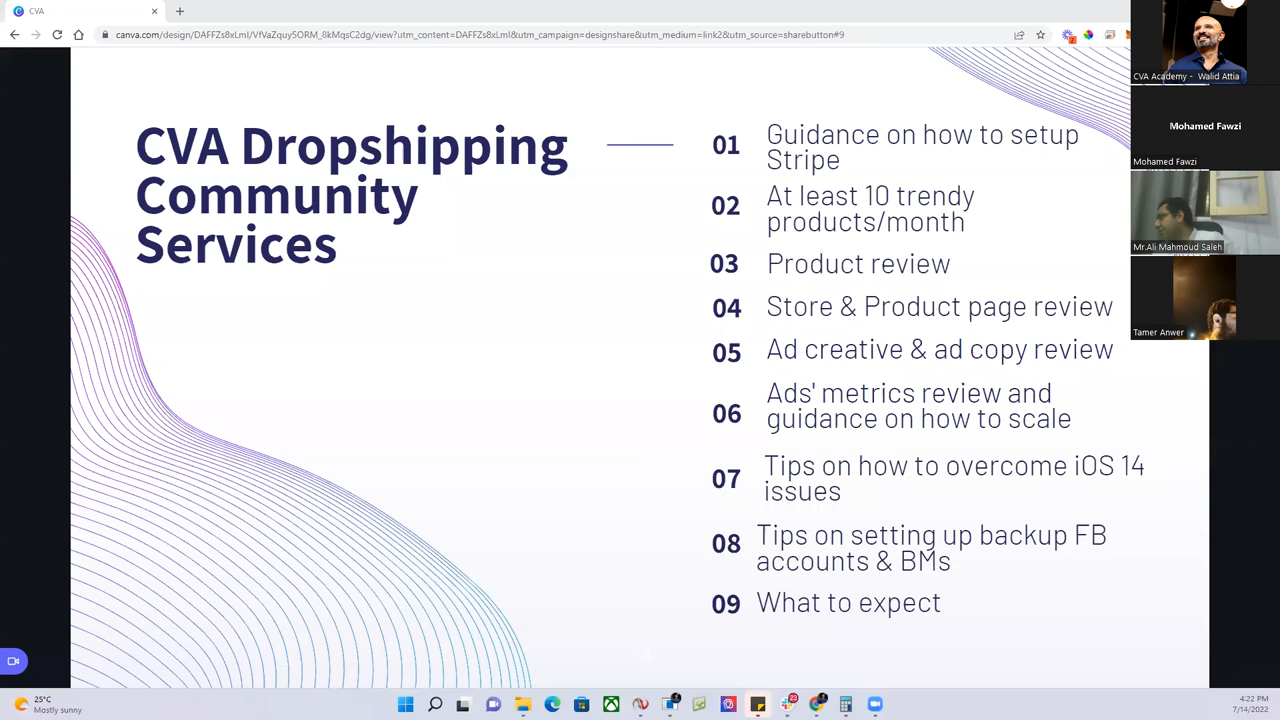 CVA
canva.com/design/DAFFZs8xLmI/VfVaZquy5ORM_8kMqsC2dg/view?utm_content=DAFFZs8xLmI&utm_campaign=designshare&utm_medium=link2&utm_source=sharebutton#9
CVA Dropshipping
Community
Services
01 Guidance on how to setup
Stripe
02 At least 10 trendy
products/month
03 Product review
04 Store & Product page review
05 Ad creative & ad copy review
06 Ads' metrics review and
guidance on how to scale
07 Tips on how to overcome iOS 14
issues
08 Tips on setting up backup FB
accounts & BMs
09 What to expect
CVA Academy - Walid Attia
Mohamed Fawzi
Mohamed Fawzi
Mr.Ali Mahmoud Saleh
Tamer Anwer
25°C
Mostly sunny
4:22 PM
7/14/2022